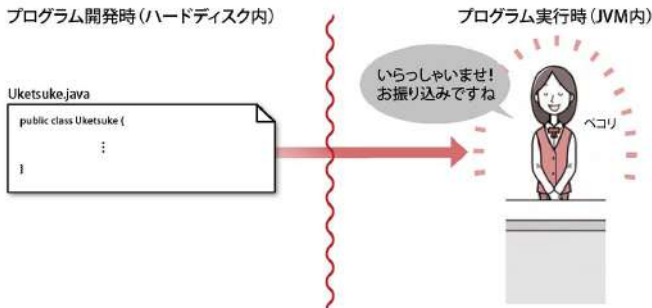 プログラム開発時(ハードディスク内)
プログラム実行時(JVM内)
いらっしゃいませ!
お振り込みですね
Uketsuke.java
public class Uketsuke {
⋮
}
ペコリ